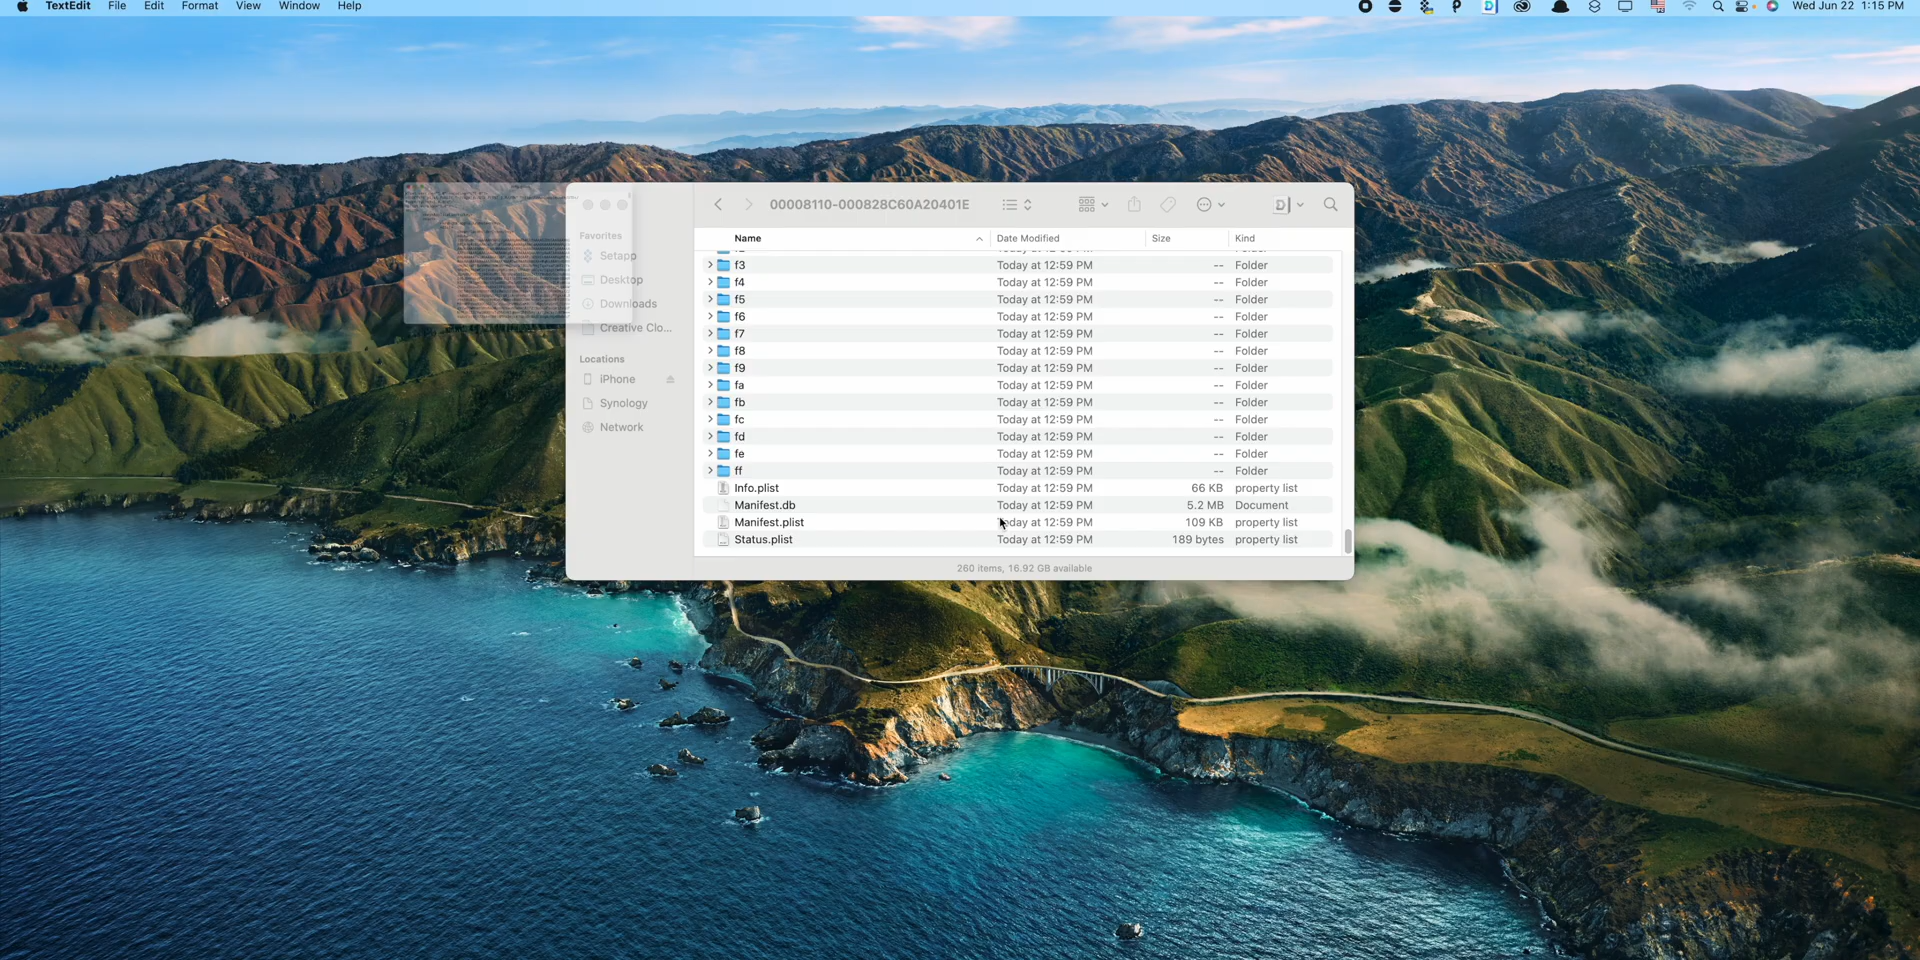 TextEdit File Edit Format View Window Help Wed Jun 22 1:15 PM
00008110-000828C60A20401E
Favorites
Setapp
Desktop
Downloads
Creative Clo...
Locations
iPhone
Synology
Network
Name Date Modified Size Kind
f3 Today at 12:59 PM -- Folder
f4 Today at 12:59 PM -- Folder
f5 Today at 12:59 PM -- Folder
f6 Today at 12:59 PM -- Folder
f7 Today at 12:59 PM -- Folder
f8 Today at 12:59 PM -- Folder
f9 Today at 12:59 PM -- Folder
fa Today at 12:59 PM -- Folder
fb Today at 12:59 PM -- Folder
fc Today at 12:59 PM -- Folder
fd Today at 12:59 PM -- Folder
fe Today at 12:59 PM -- Folder
ff Today at 12:59 PM -- Folder
Info.plist Today at 12:59 PM 66 KB property list
Manifest.db Today at 12:59 PM 5.2 MB Document
Manifest.plist Today at 12:59 PM 109 KB property list
Status.plist Today at 12:59 PM 189 bytes property list
260 items, 16.92 GB available